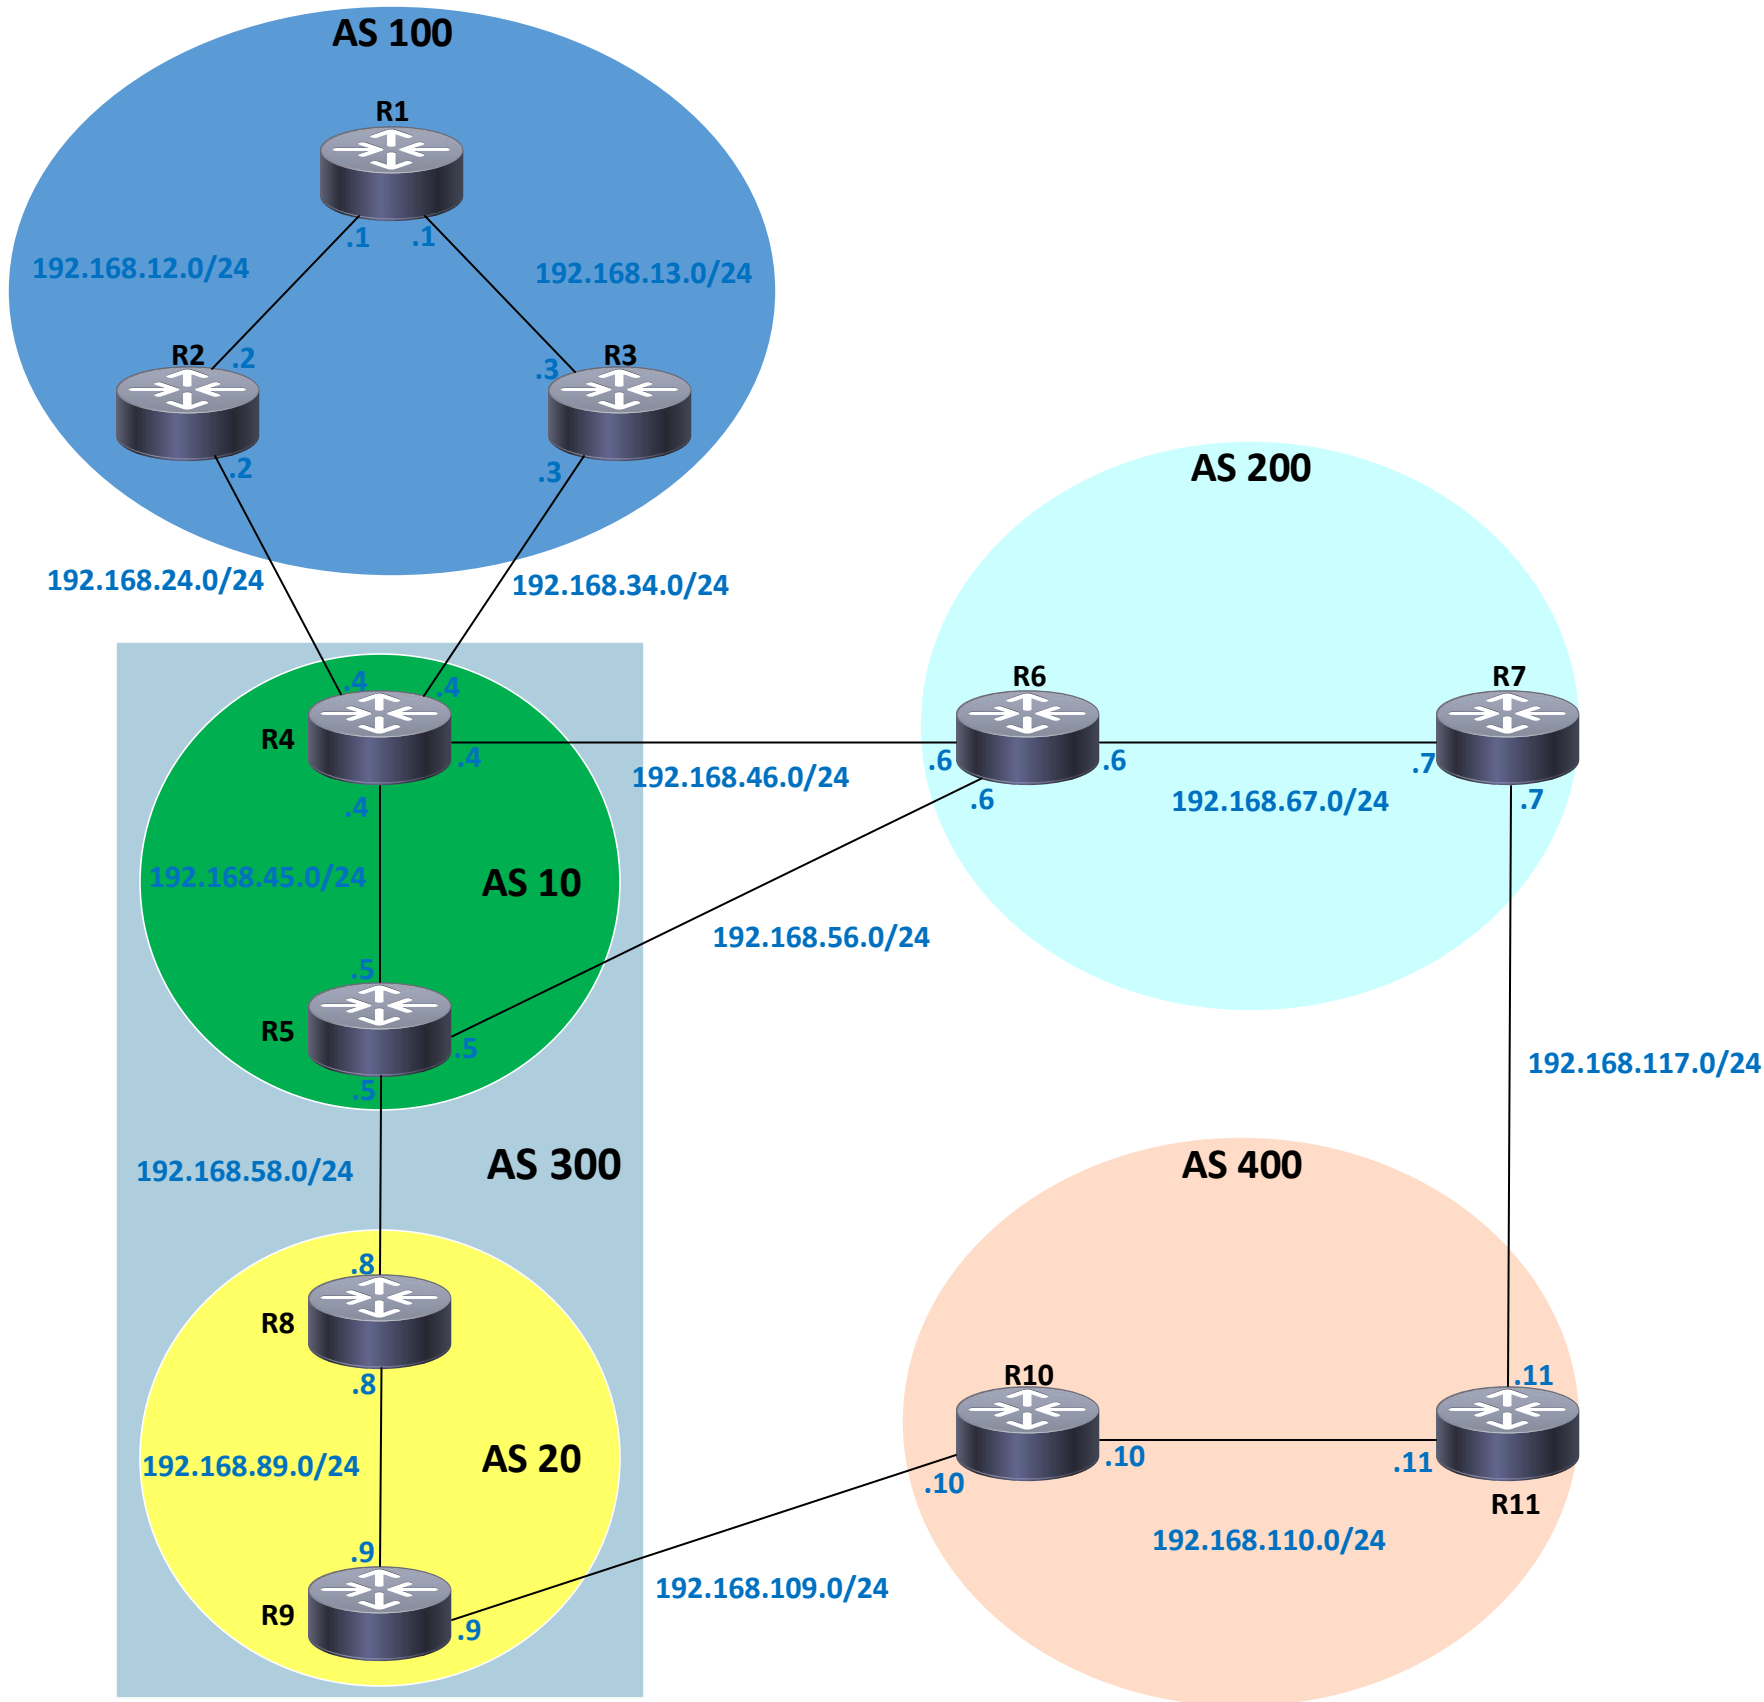 AS 100
R1
.1
.1
192.168.12.0/24
192.168.13.0/24
R2
.2
.3
R3
.2
.3
192.168.24.0/24
192.168.34.0/24
AS 200
.4
.4
R4
.4
.4
192.168.46.0/24
R6
.6
.6
.6
R7
.7
.7
192.168.67.0/24
192.168.45.0/24
AS 10
192.168.56.0/24
.5
R5
.5
.5
192.168.117.0/24
192.168.58.0/24
AS 300
AS 400
.8
R8
.8
R10
.11
192.168.89.0/24
AS 20
.10
.10
.11
R11
192.168.110.0/24
.9
192.168.109.0/24
R9
.9